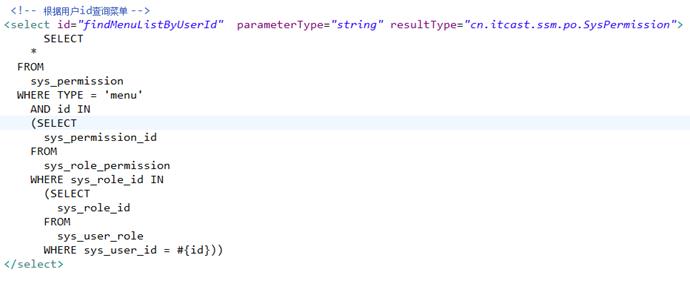 <!-- 根据用户id查询菜单 -->
<select id="findMenuListByUserId"  parameterType="string" resultType="cn.itcast.ssm.po.SysPermission">
      SELECT
    *
  FROM
    sys_permission
  WHERE TYPE = 'menu'
    AND id IN
    (SELECT
      sys_permission_id
    FROM
      sys_role_permission
    WHERE sys_role_id IN
      (SELECT
        sys_role_id
      FROM
        sys_user_role
      WHERE sys_user_id = #{id}))
</select>